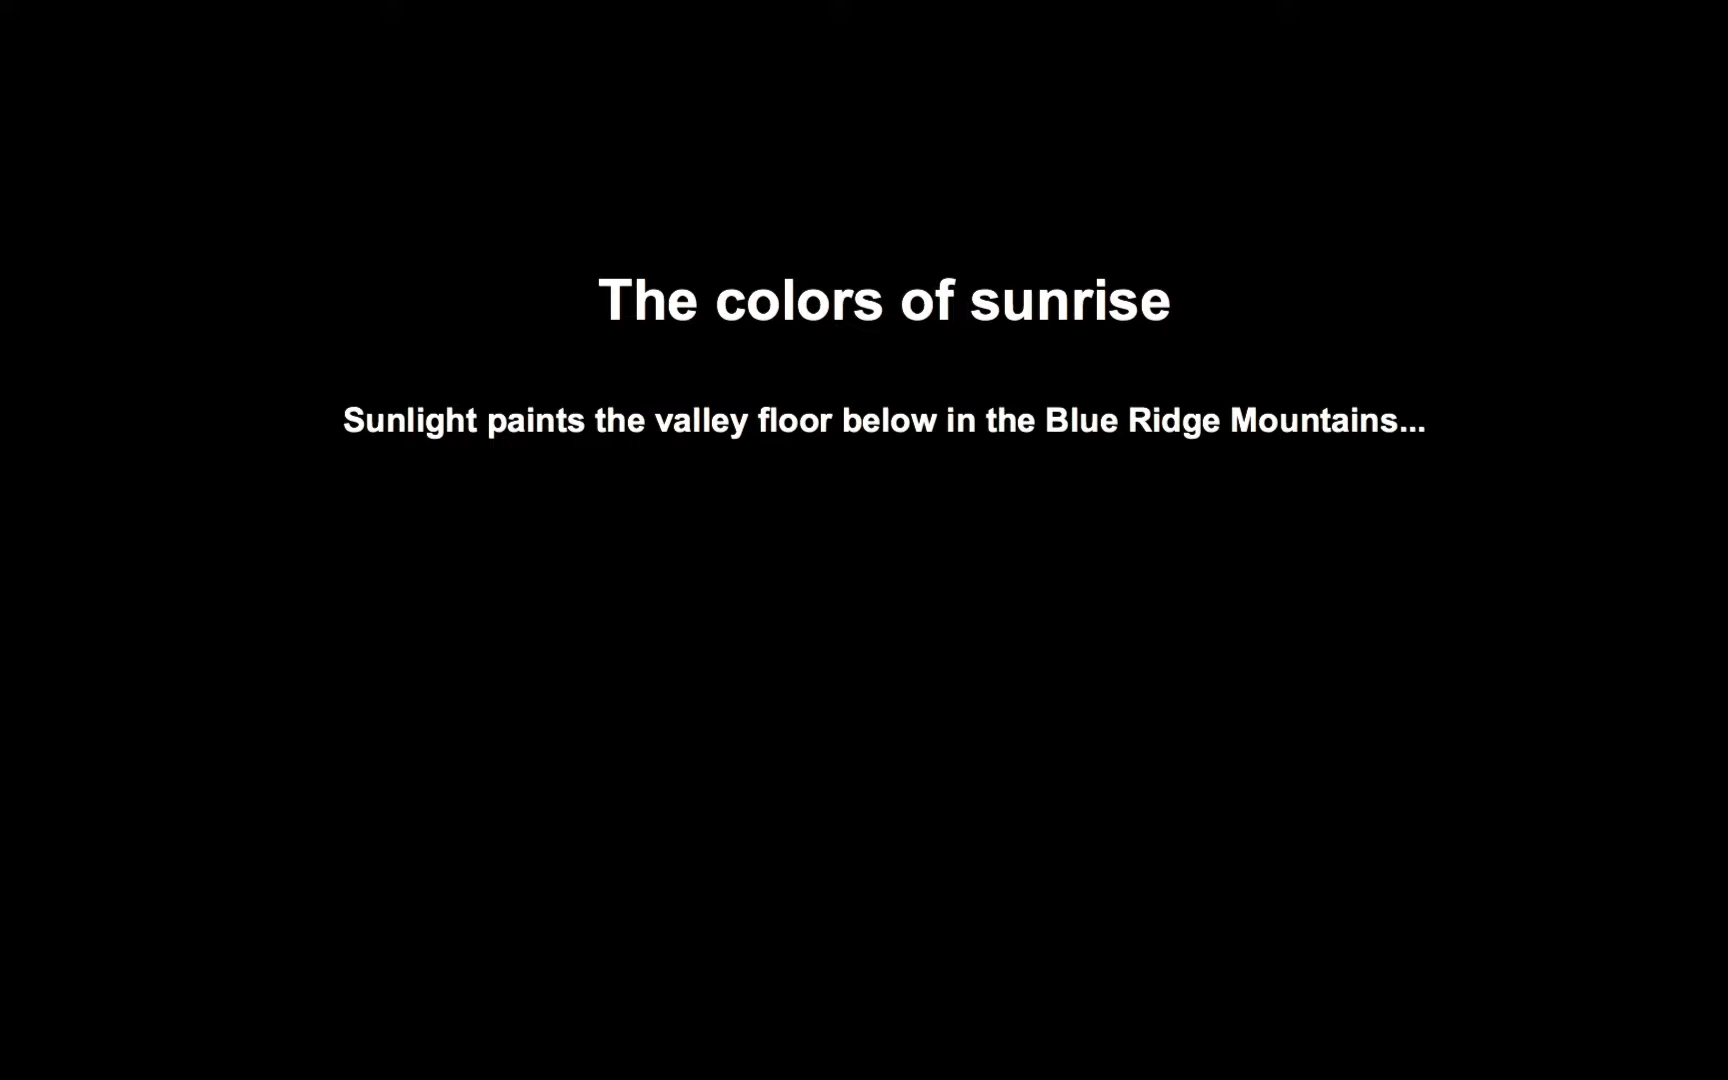 The colors of sunrise
Sunlight paints the valley floor below in the Blue Ridge Mountains...